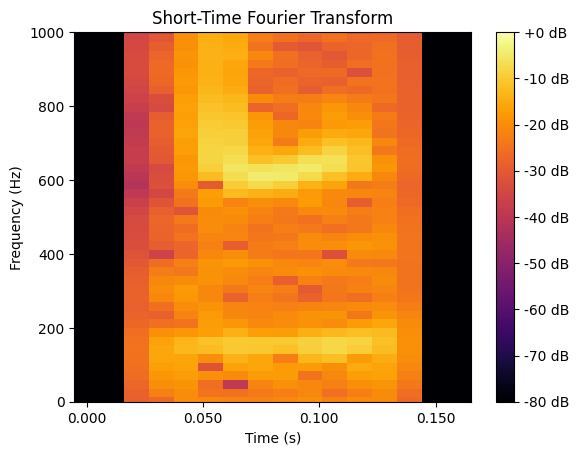 Short-Time Fourier Transform
1000
800
600
400
200
0
Frequency (Hz)
0.000
0.050
0.100
0.150
Time (s)
+0 dB
-10 dB
-20 dB
-30 dB
-40 dB
-50 dB
-60 dB
-70 dB
-80 dB